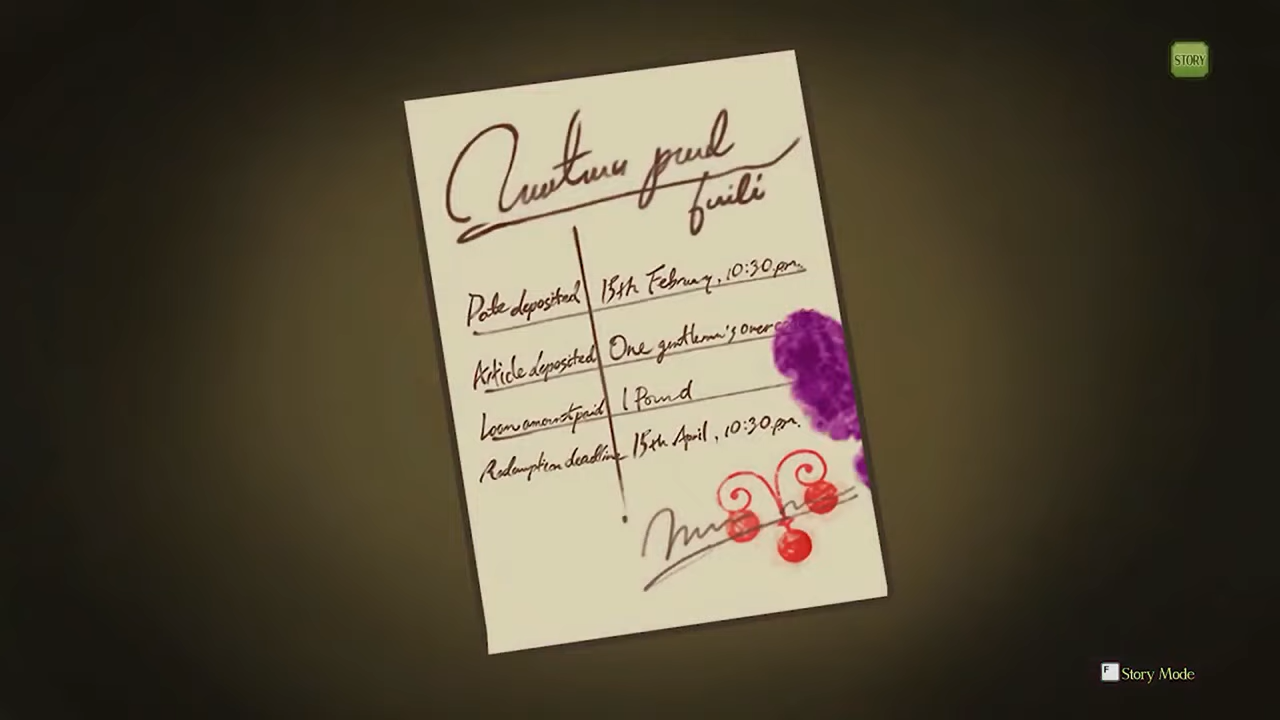 STORY
Date deposited 15th February, 10:30 p.m.
Article deposited One gentleman's overc
Loan amount paid 1 Pound
Redemption deadline 15th April, 10:30 p.m.
F Story Mode